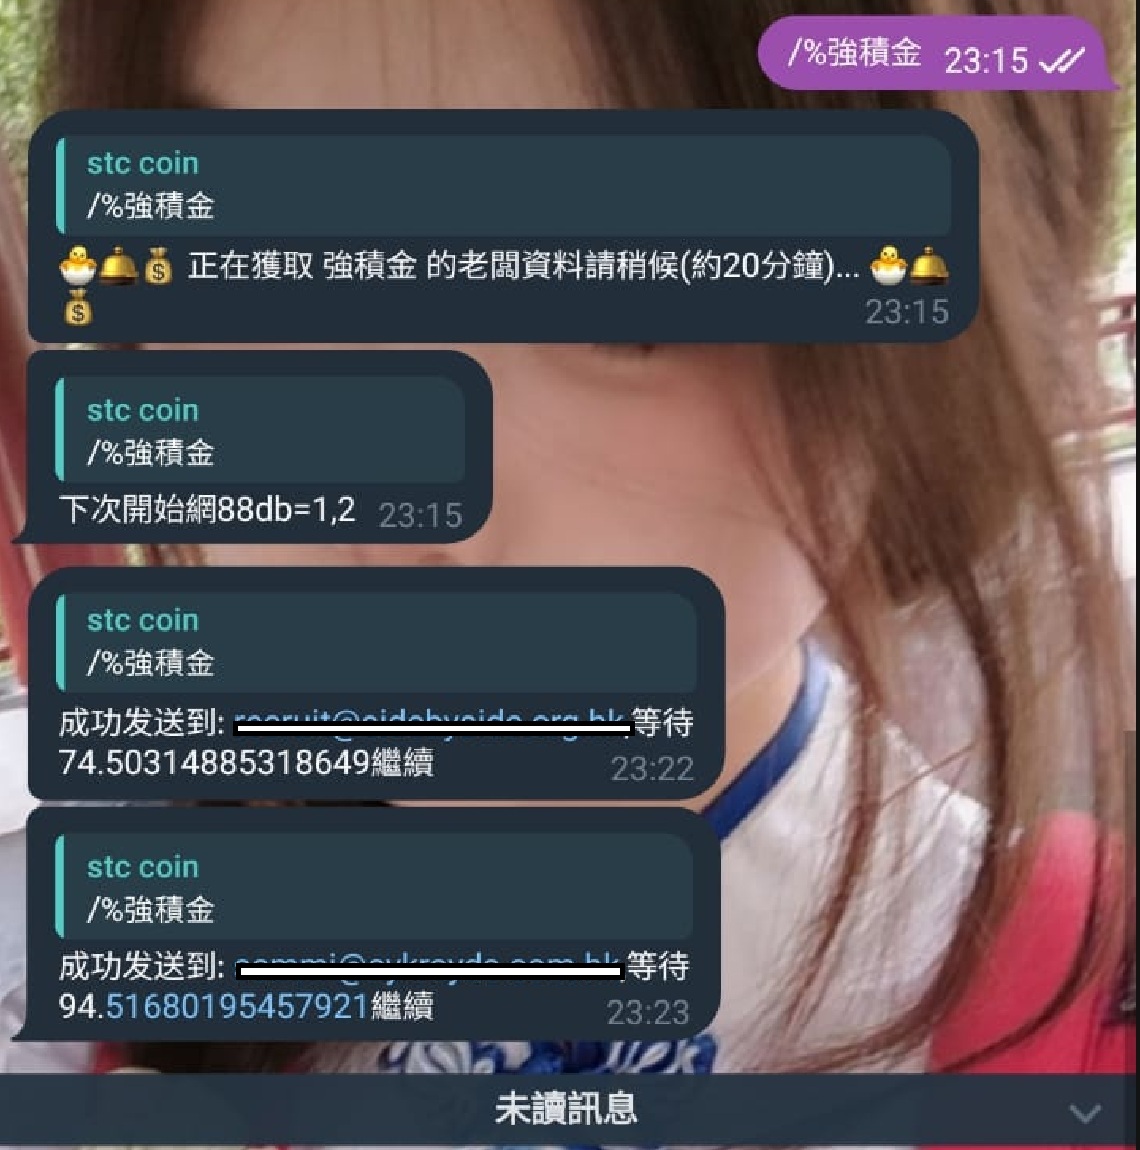 /%強積金 23:15
stc coin
/%強積金
🐣🛎💰 正在獲取 強積金 的老闆資料請稍候(約20分鐘)... 🐣🛎
💰 23:15
stc coin
/%強積金
下次開始網88db=1,2 23:15
stc coin
/%強積金
成功发送到: 等待
74.50314885318649繼續 23:22
stc coin
/%強積金
成功发送到: 等待
94.51680195457921繼續 23:23
未讀訊息